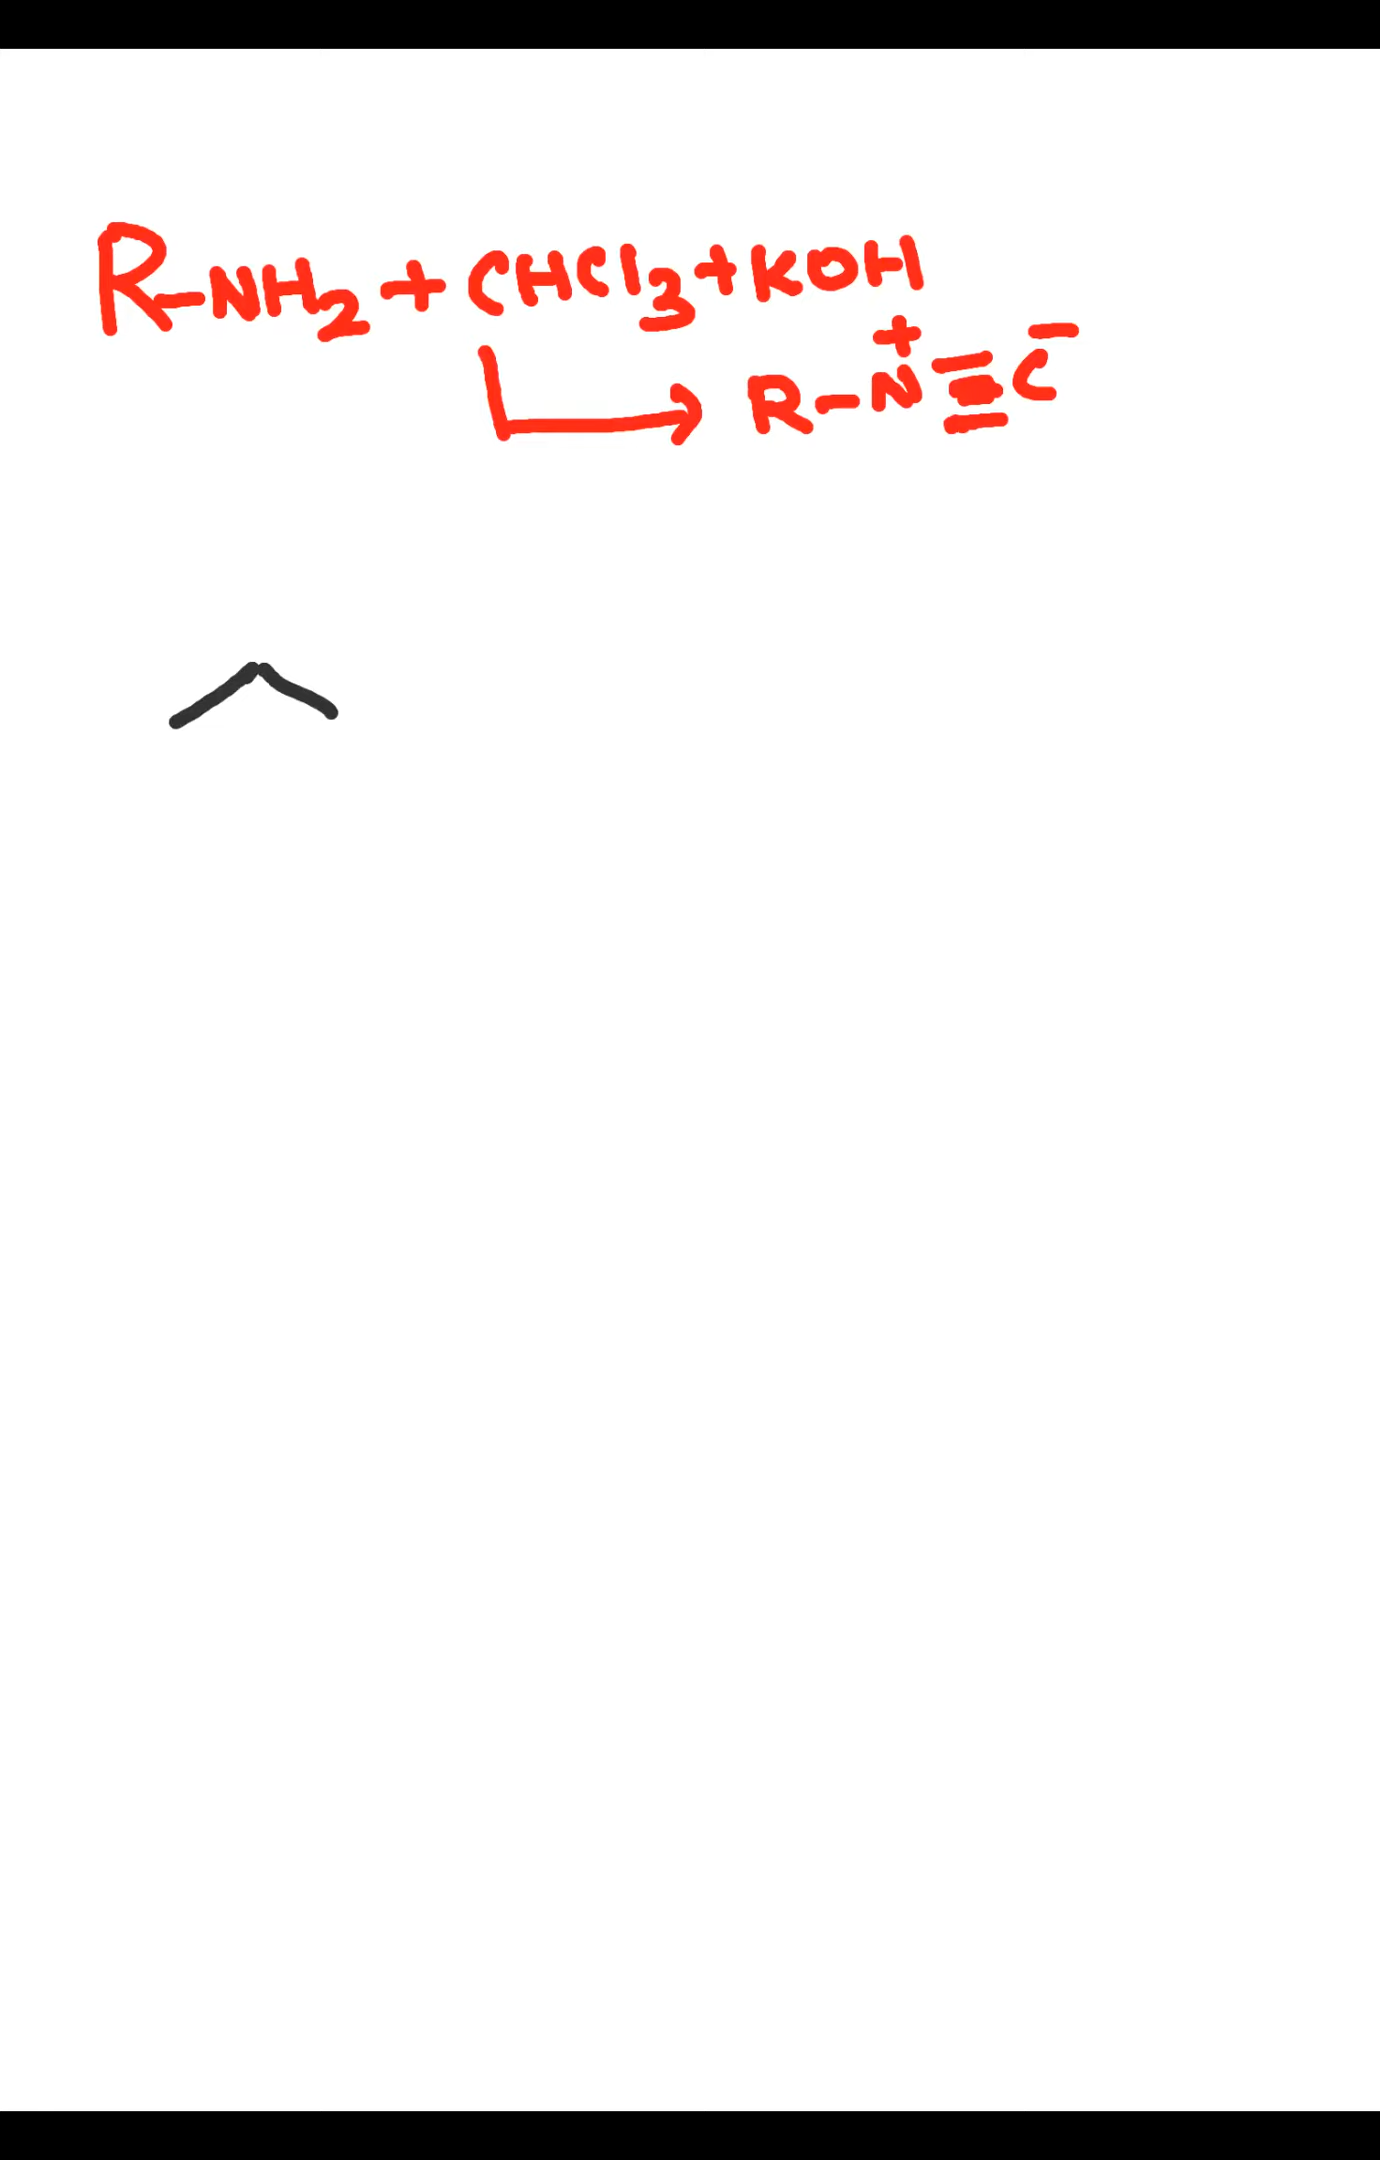 R-NH₂ + CHCl₃ + KOH
R-N⁺≡C⁻